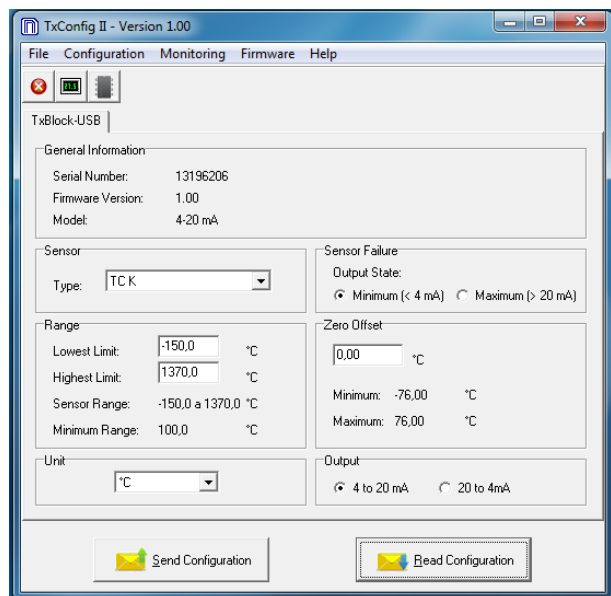 TxConfig II - Version 1.00
File Configuration Monitoring Firmware Help
TxBlock-USB
General Information
Serial Number: 13196206
Firmware Version: 1.00
Model: 4-20 mA
Sensor
Type: TC K
Sensor Failure
Output State:
Minimum (< 4 mA) Maximum (> 20 mA)
Range
Lowest Limit: -150,0 °C
Highest Limit: 1370,0 °C
Sensor Range: -150,0 a 1370,0 °C
Minimum Range: 100,0 °C
Zero Offset
0,00 °C
Minimum: -76,00 °C
Maximum: 76,00 °C
Unit
°C
Output
4 to 20 mA 20 to 4mA
Send Configuration
Read Configuration